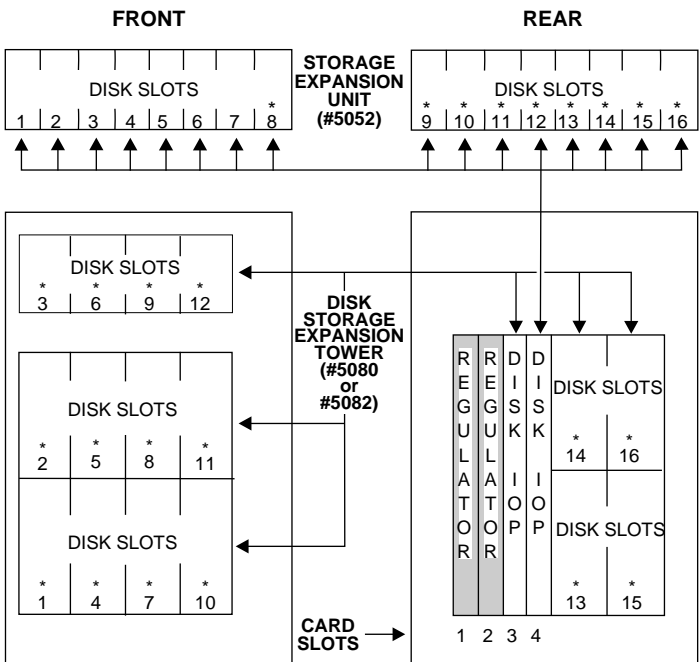 FRONT
REAR
DISK SLOTS
*
1 2 3 4 5 6 7 8
STORAGE
EXPANSION
UNIT
(#5052)
DISK SLOTS
* * * * * * * *
9 10 11 12 13 14 15 16
DISK SLOTS
* * * *
3 6 9 12
DISK SLOTS
* * * *
2 5 8 11
DISK SLOTS
* * * *
1 4 7 10
DISK
STORAGE
EXPANSION
TOWER
(#5080
or
#5082)
REGULATOR
REGULATOR
DISK IOP
DISK IOP
DISK SLOTS
* *
14 16
DISK SLOTS
* *
13 15
CARD
SLOTS
1 2 3 4